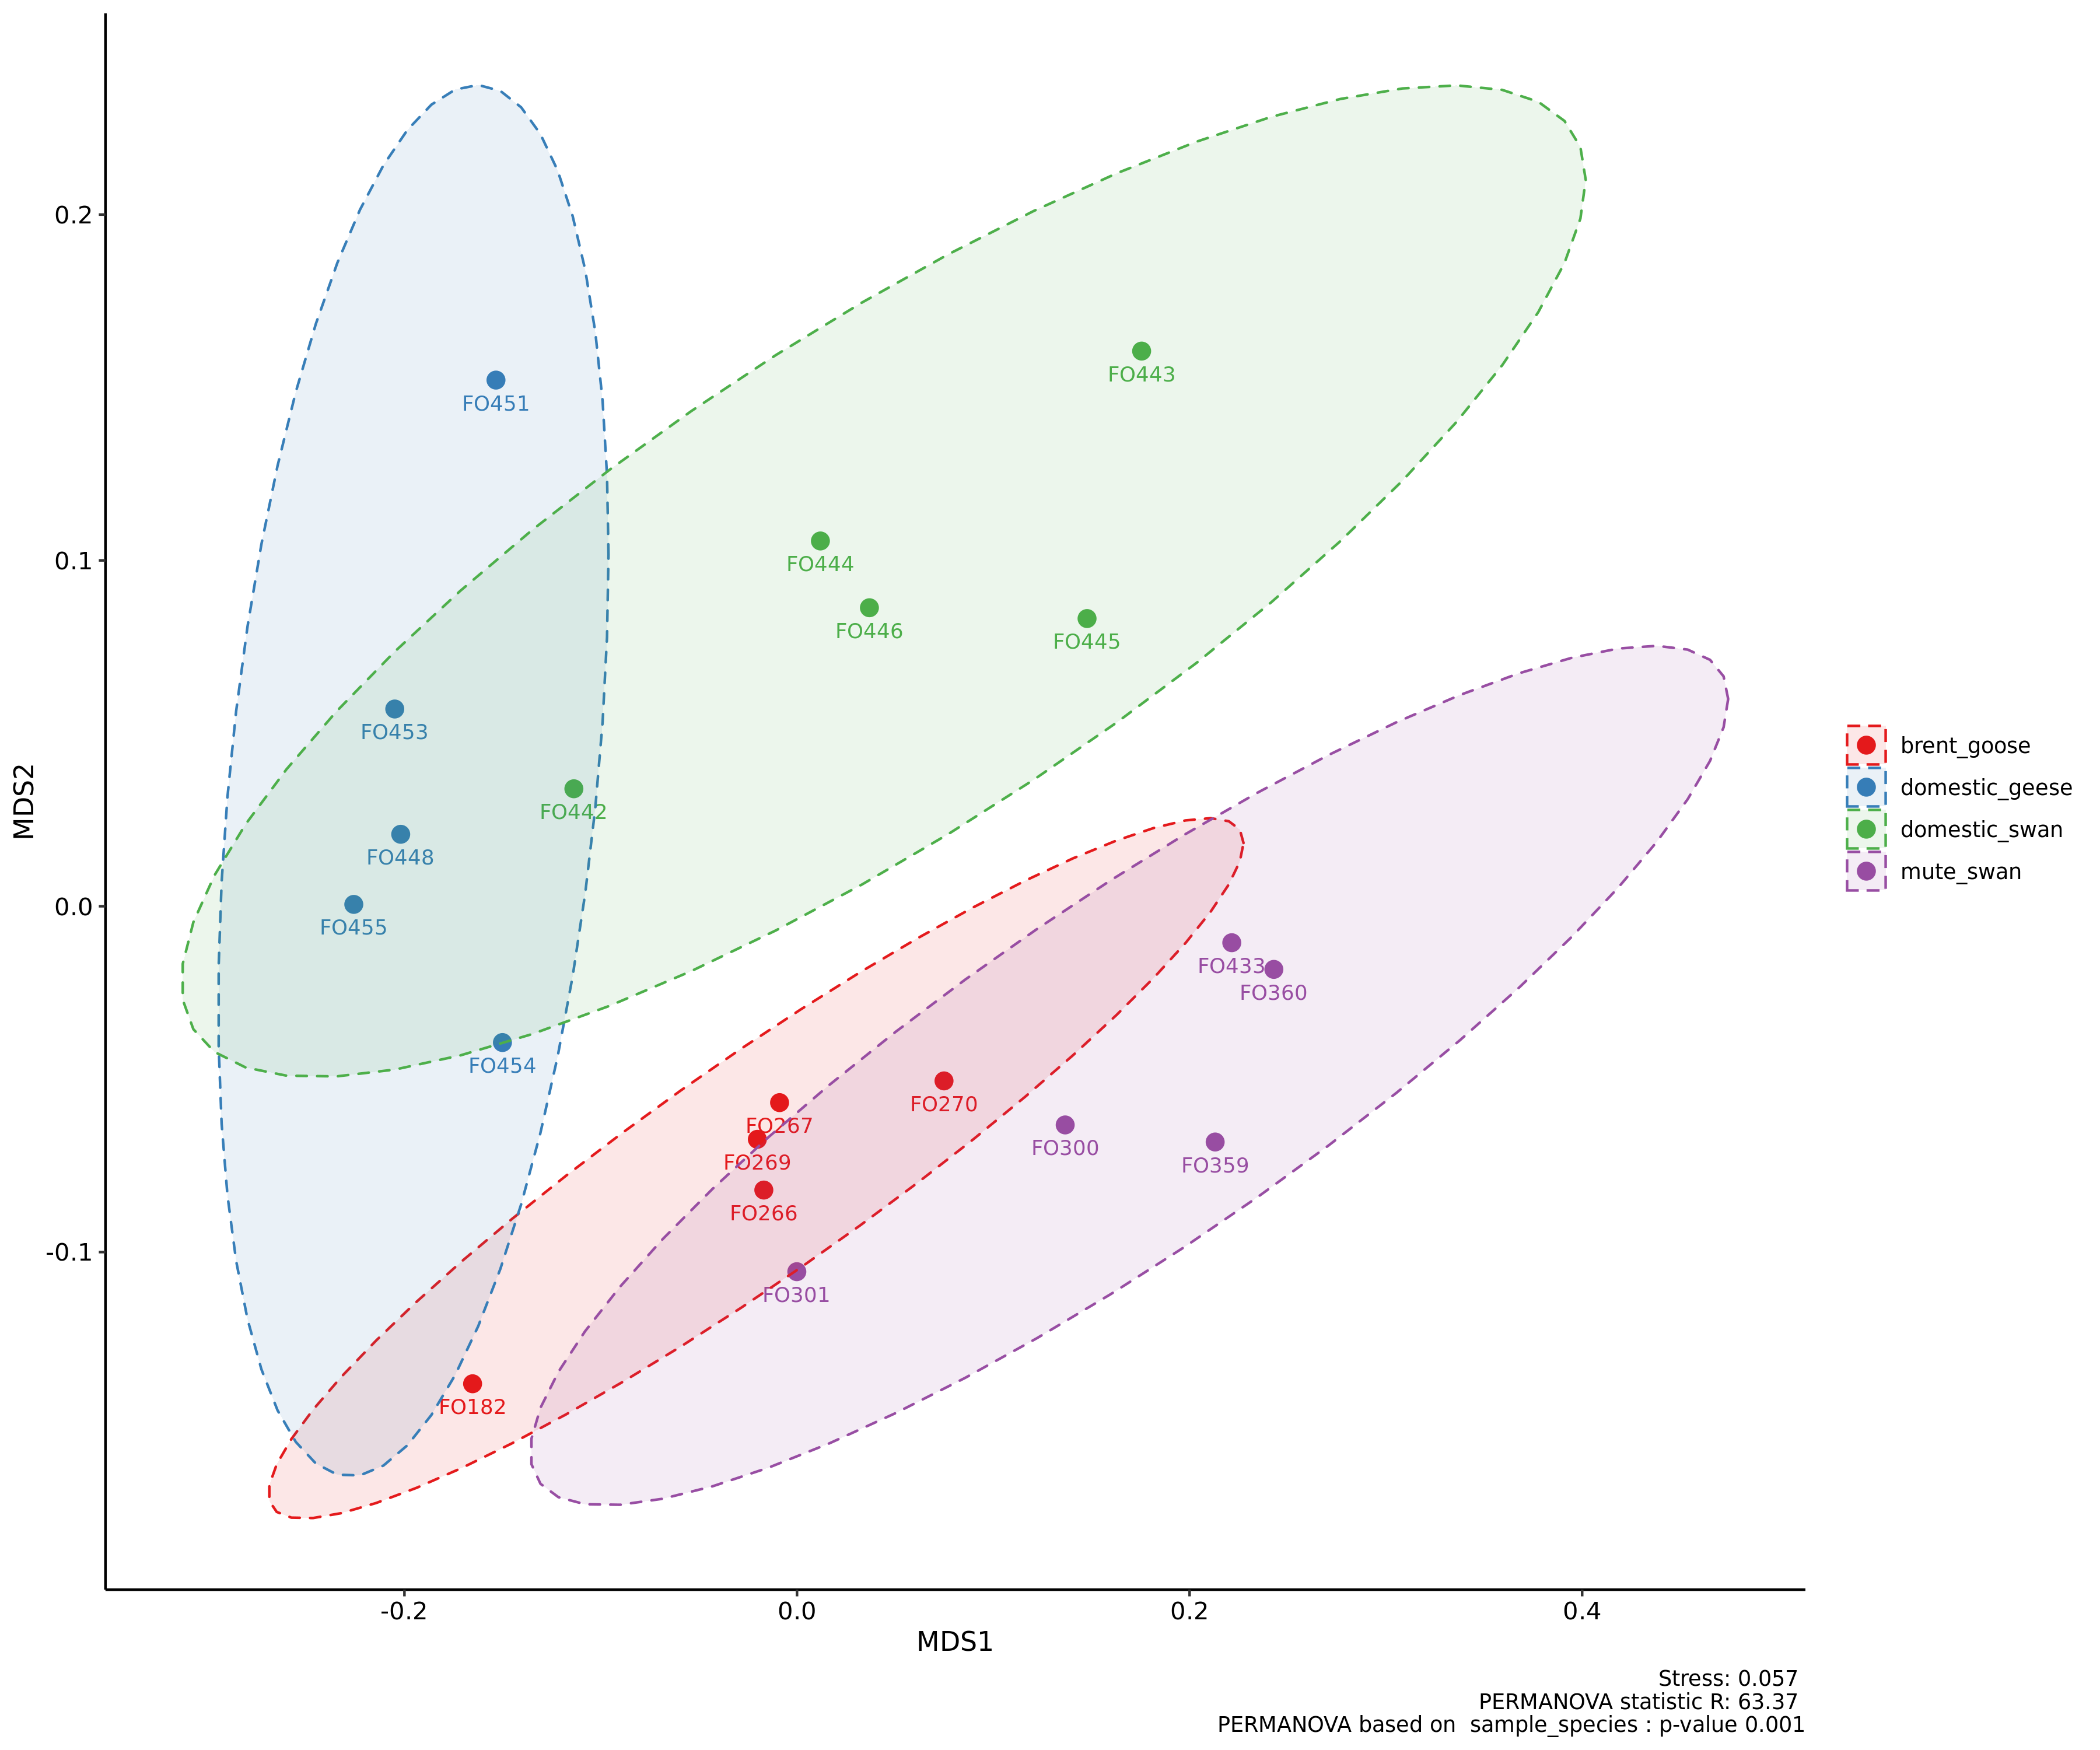 0.2
0.1
0.0
-0.1
MDS2
FO443
FO451
FO444
FO446
FO445
FO453
FO442
FO448
FO455
FO433
FO360
FO454
FO270
FO267
FO300
FO269
FO359
FO266
FO301
FO182
brent_goose
domestic_geese
domestic_swan
mute_swan
-0.2
0.0
0.2
0.4
MDS1
Stress: 0.057
PERMANOVA statistic R: 63.37
PERMANOVA based on  sample_species : p-value 0.001